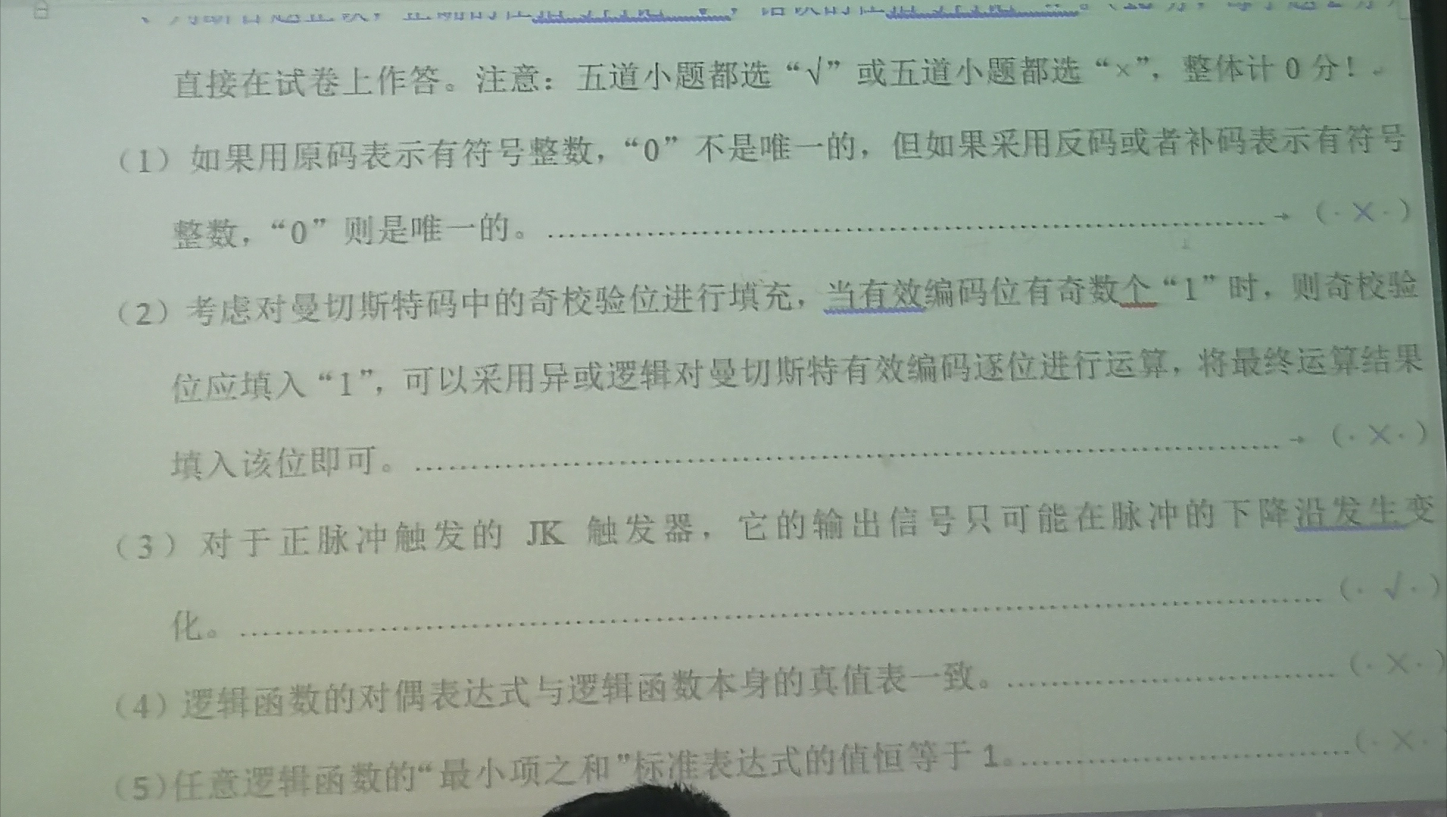 直接在试卷上作答。注意：五道小题都选“√”或五道小题都选“×”，整体计 0 分！
（1）如果用原码表示有符号整数，“0”不是唯一的，但如果采用反码或者补码表示有符号
整数，“0”则是唯一的。……………………………………………………→（·×·）
（2）考虑对曼切斯特码中的奇校验位进行填充，当有效编码位有奇数个“1”时，则奇校验
位应填入“1”，可以采用异或逻辑对曼切斯特有效编码逐位进行运算，将最终运算结果
填入该位即可。……………………………………………………………→（·×·）
（3）对于正脉冲触发的 JK 触发器，它的输出信号只可能在脉冲的下降沿发生变
化。……………………………………………………………………………（·√·）
（4）逻辑函数的对偶表达式与逻辑函数本身的真值表一致。………………………（·×·）
（5)任意逻辑函数的“最小项之和”标准表达式的值恒等于 1。………………………（·×·